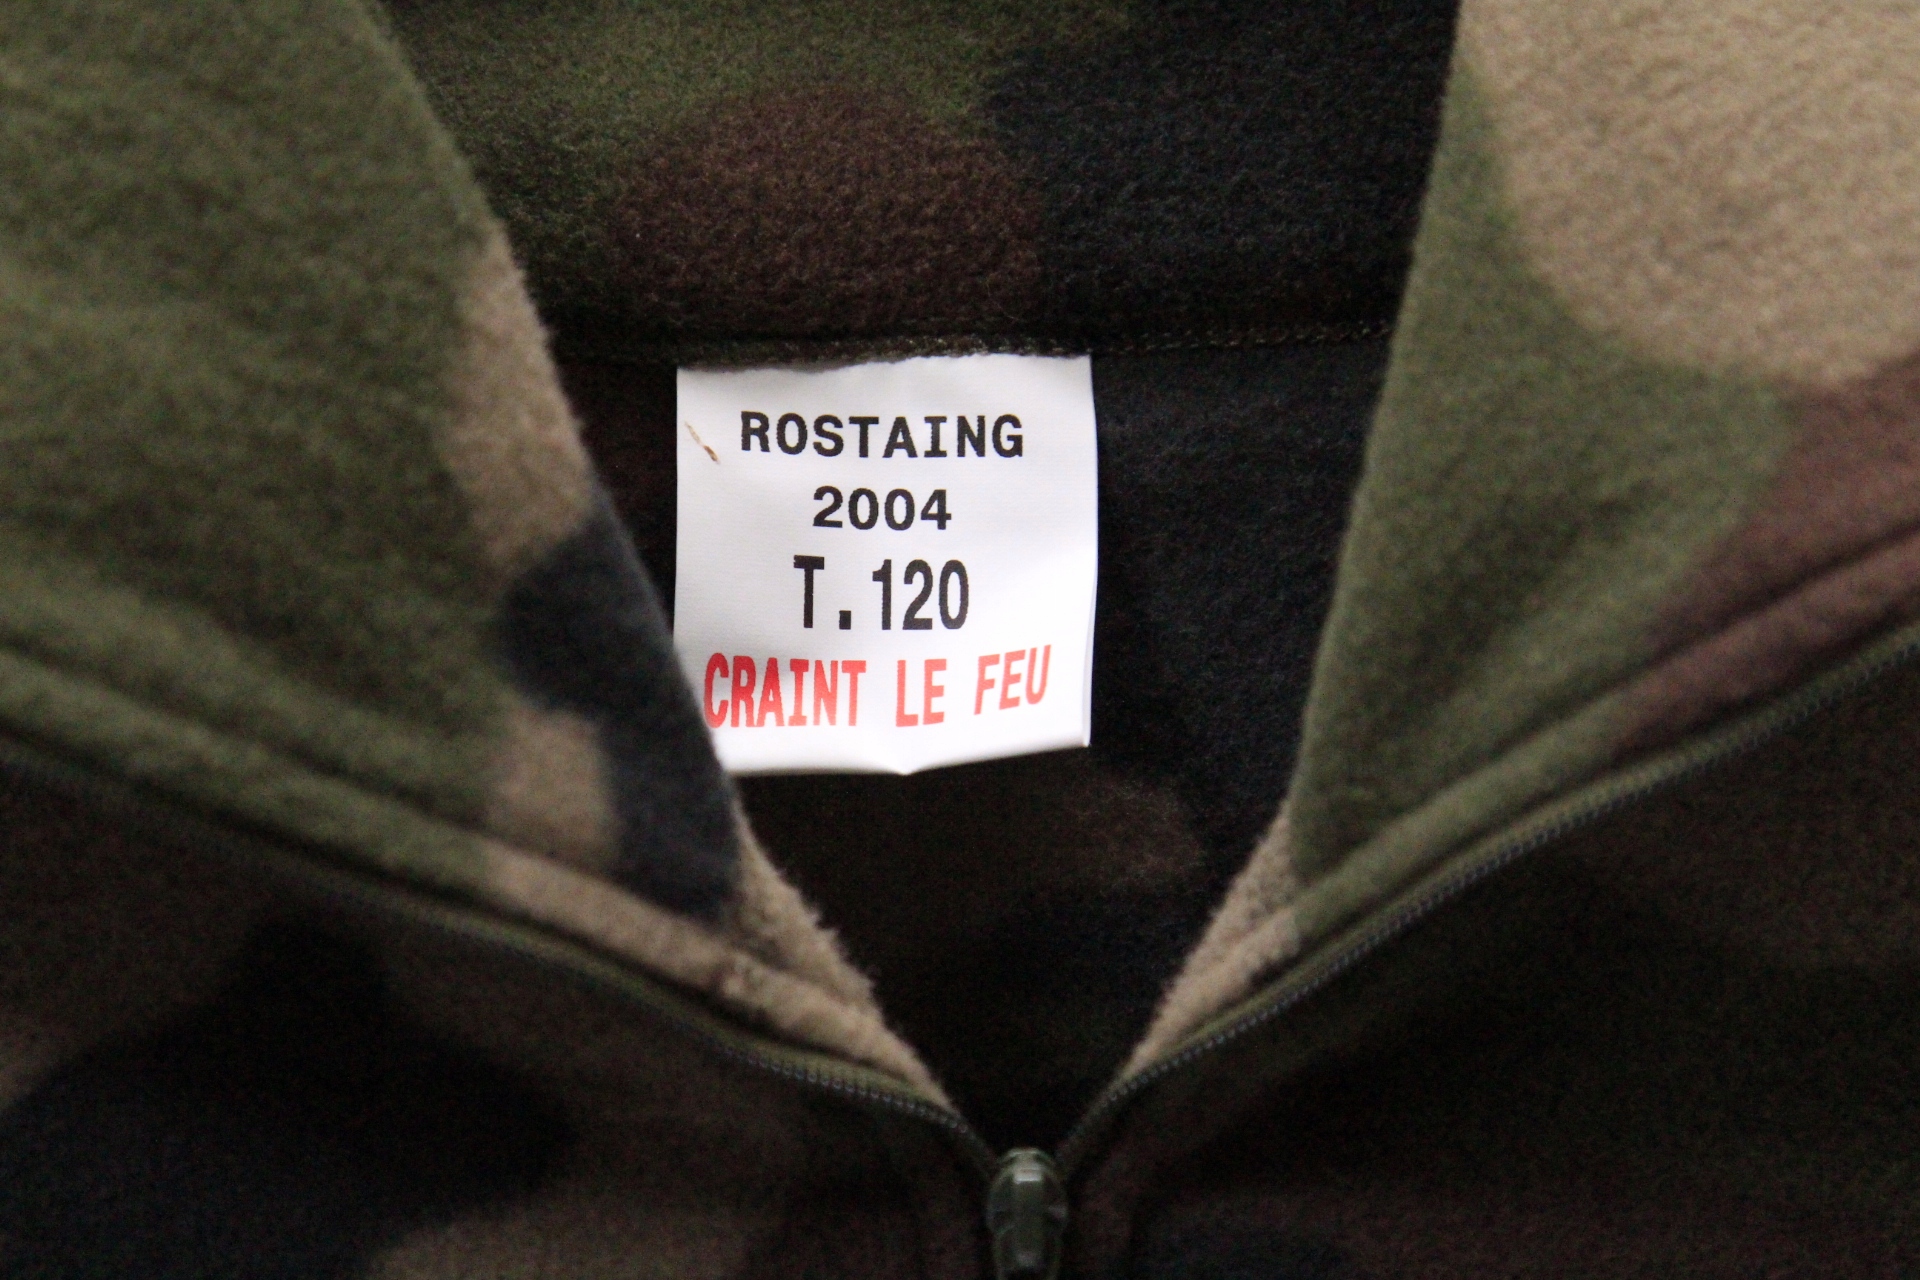 ROSTAING
2004
T.120
CRAINT LE FEU